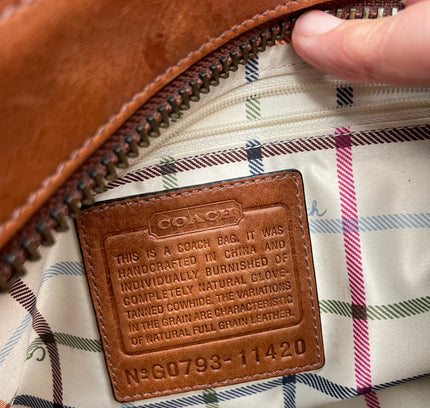 COACH
THIS IS A COACH BAG. IT WAS
HANDCRAFTED IN CHINA AND
INDIVIDUALLY BURNISHED OF
COMPLETELY NATURAL GLOVE-
TANNED COWHIDE. THE VARIATIONS
IN THE GRAIN ARE CHARACTERISTIC
OF NATURAL FULL GRAIN LEATHER.
Nº G0793-11420